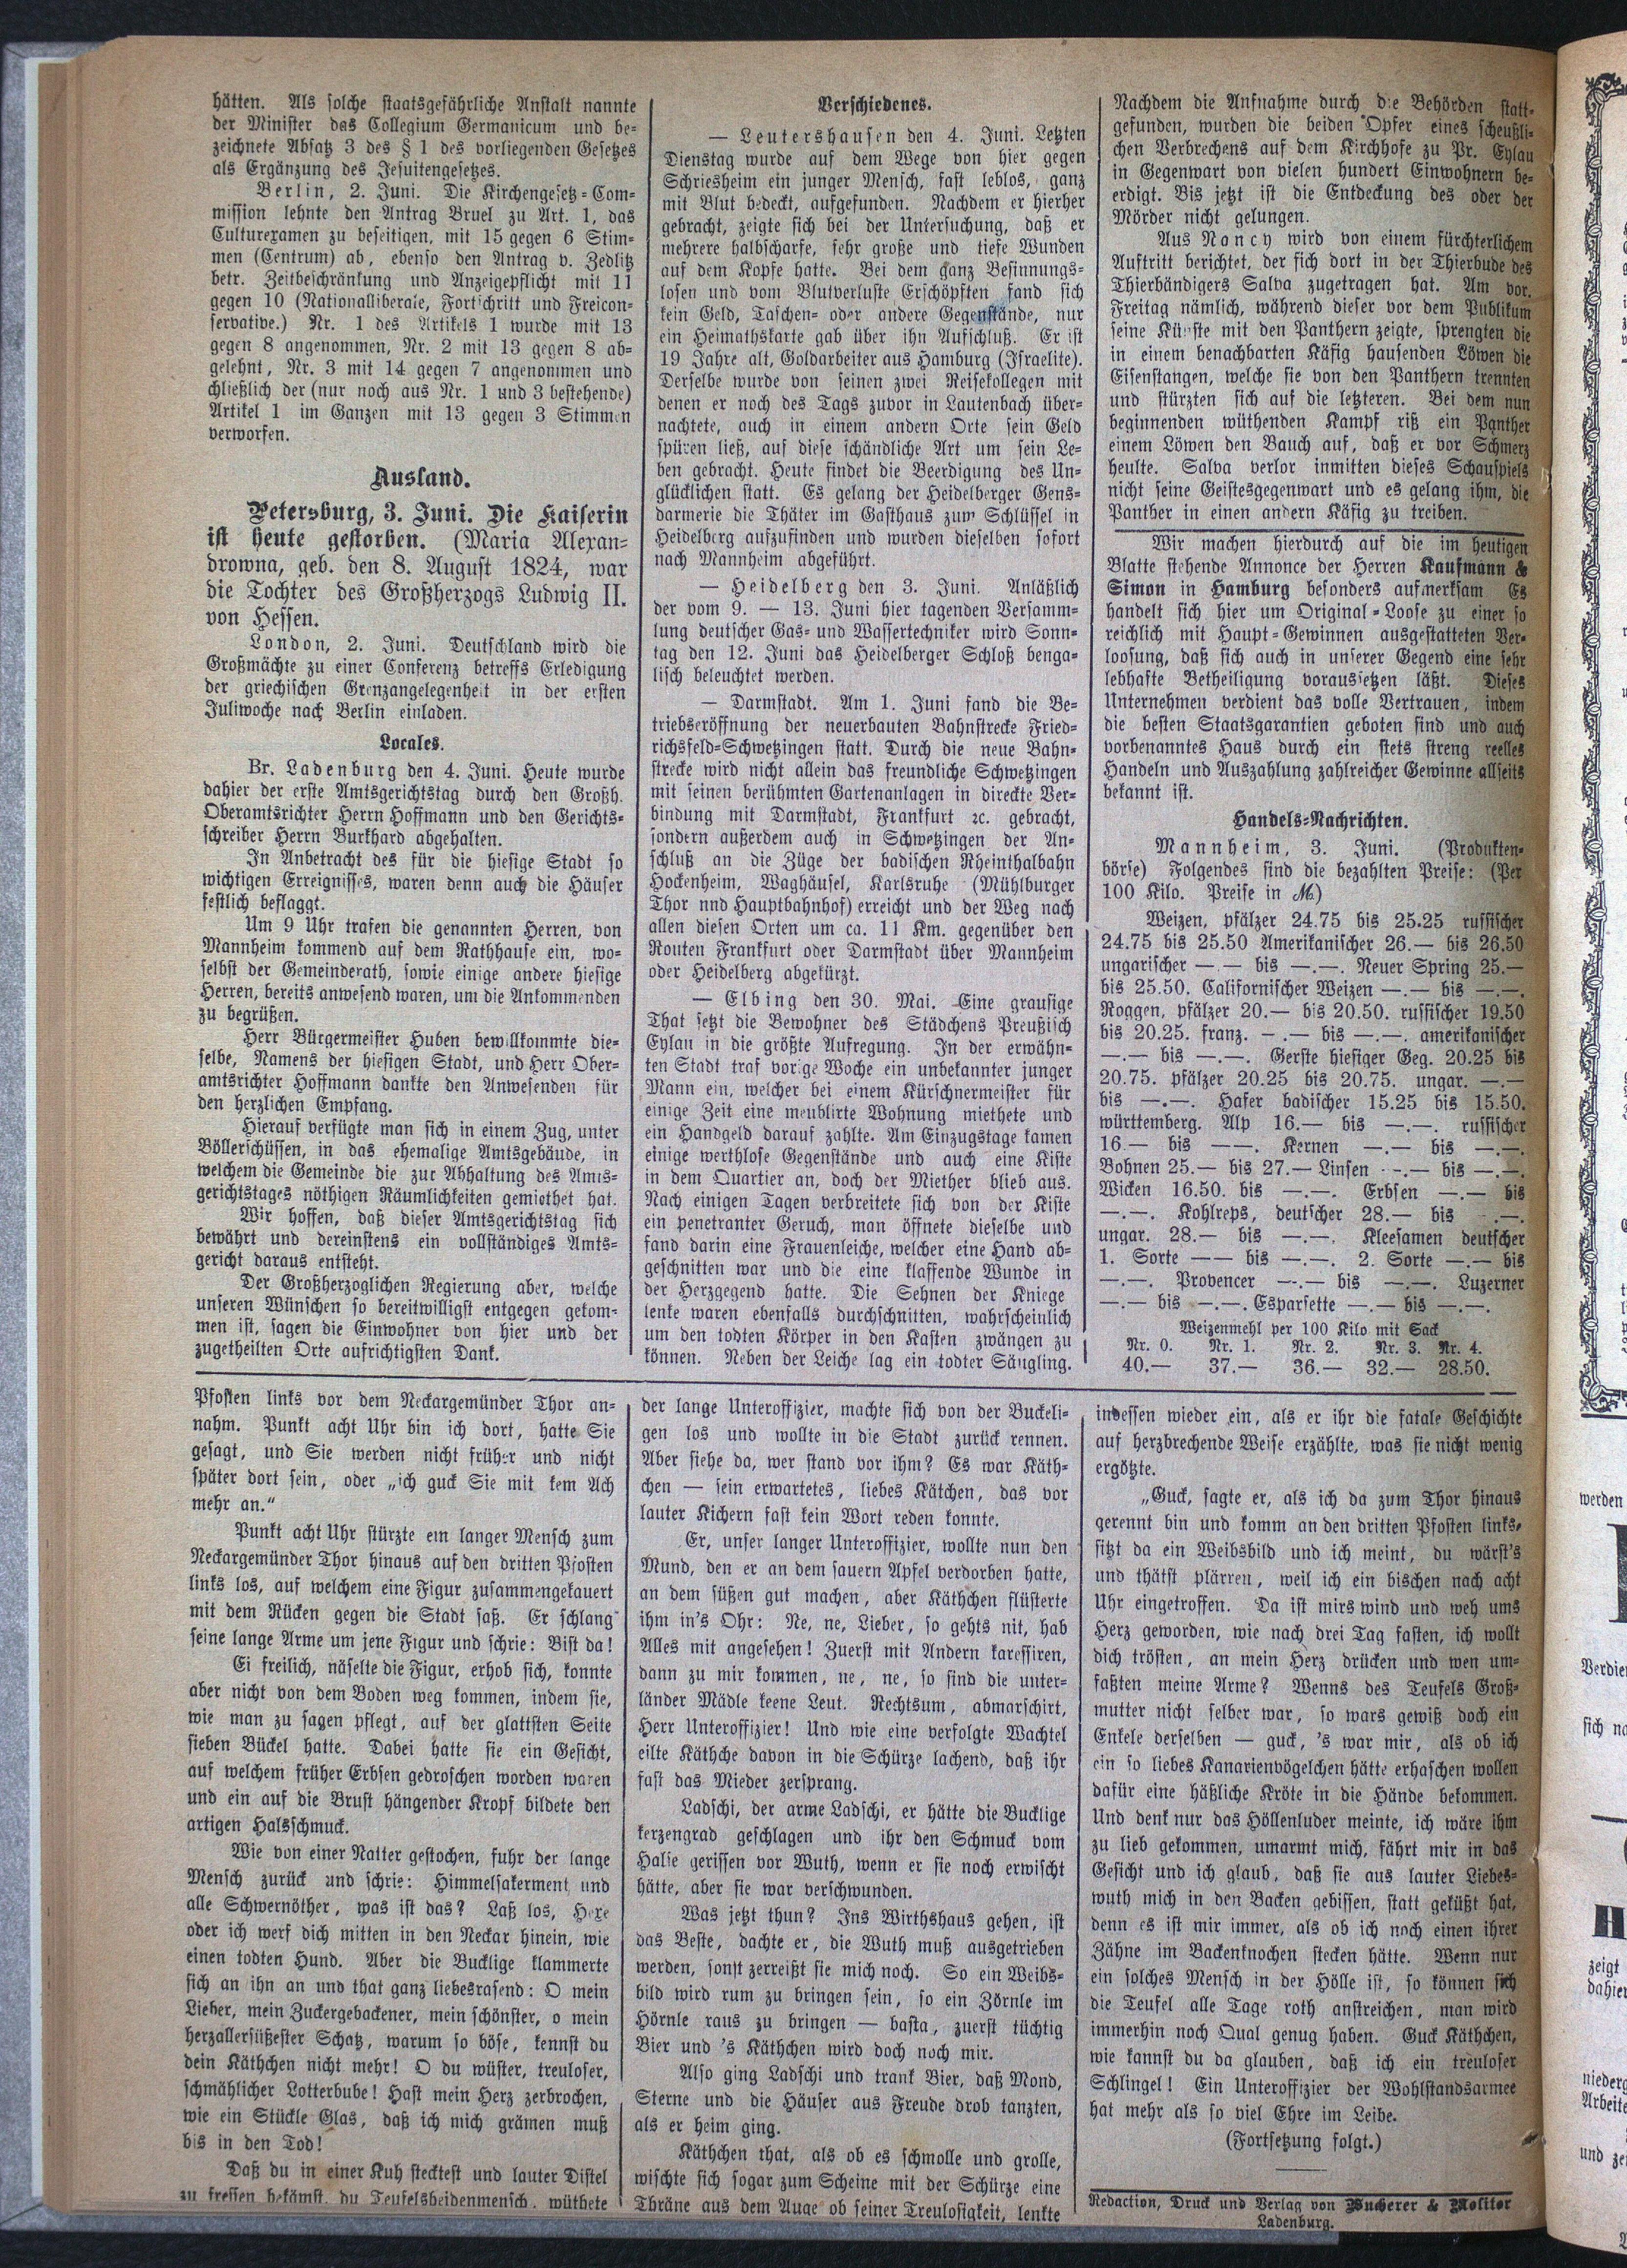 hätten. Als solche staatsgefährliche Anstalt nannte
der Minister das Collegium Germanicum und be-
zeichnete Absatz 3 des § 1 des vorliegenden Gesetzes
als Ergänzung des Jesuitengesetzes.
Berlin, 2. Juni. Die Kirchengesetz-Com-
mission lehnte den Antrag Bruel zu Art. 1, das
Culturexamen zu beseitigen, mit 15 gegen 6 Stim-
men (Centrum) ab, ebenso den Antrag v. Zedlitz
betr. Zeitbeschränkung und Anzeigepflicht mit 11
gegen 10 (Nationalliberale, Fortschritt und Freicon-
servative.) Nr. 1 des Artikels 1 wurde mit 13
gegen 8 angenommen, Nr. 2 mit 13 gegen 8 ab-
gelehnt, Nr. 3 mit 14 gegen 7 angenommen und
chließlich der (nur noch aus Nr. 1 und 3 bestehende)
Artikel 1 im Ganzen mit 13 gegen 3 Stimmen
verworfen.
Ausland.
Petersburg, 3. Juni. Die Kaiserin
ist heute gestorben. (Maria Alexan-
drowna, geb. den 8. August 1824, war
die Tochter des Großherzogs Ludwig II.
von Hessen.
London, 2. Juni. Deutschland wird die
Großmächte zu einer Conferenz betreffs Erledigung
der griechischen Grenzangelegenheit in der ersten
Juliwoche nach Berlin einladen.
Locales.
Br. Ladenburg den 4. Juni. Heute wurde
dahier der erste Amtsgerichtstag durch den Großh.
Oberamtsrichter Herrn Hoffmann und den Gerichts-
schreiber Herrn Burkhard abgehalten.
In Anbetracht des für die hiesige Stadt so
wichtigen Erreignisses, waren denn auch die Häuser
festlich beflaggt.
Um 9 Uhr trafen die genannten Herren, von
Mannheim kommend auf dem Rathhause ein, wo-
selbst der Gemeinderath, sowie einige andere hiesige
Herren, bereits anwesend waren, um die Ankommenden
zu begrüßen.
Herr Bürgermeister Huben bewillkommte die-
selbe, Namens der hiesigen Stadt, und Herr Ober-
amtsrichter Hoffmann dankte den Anwesenden für
den herzlichen Empfang.
Hierauf verfügte man sich in einem Zug, unter
Böllerschüssen, in das ehemalige Amtsgebäude, in
welchem die Gemeinde die zur Abhaltung des Amts-
gerichtstages nöthigen Räumlichkeiten gemiethet hat.
Wir hoffen, daß dieser Amtsgerichtstag sich
bewährt und dereinstens ein vollständiges Amts-
gericht daraus entsteht.
Der Großherzoglichen Regierung aber, welche
unseren Wünschen so bereitwilligst entgegen gekom-
men ist, sagen die Einwohner von hier und der
zugetheilten Orte aufrichtigsten Dank.
Verschiedenes.
— Leutershausen den 4. Juni. Letzten
Dienstag wurde auf dem Wege von hier gegen
Schriesheim ein junger Mensch, fast leblos, ganz
mit Blut bedeckt, aufgefunden. Nachdem er hierher
gebracht, zeigte sich bei der Untersuchung, daß er
mehrere halbscharfe, sehr große und tiefe Wunden
auf dem Kopfe hatte. Bei dem ganz Besinnungs-
losen und vom Blutverluste Erschöpften fand sich
kein Geld, Taschen- oder andere Gegenstände, nur
ein Heimathskarte gab über ihn Aufschluß. Er ist
19 Jahre alt, Goldarbeiter aus Hamburg (Israelite).
Derselbe wurde von seinen zwei Reisekollegen mit
denen er noch des Tags zuvor in Lautenbach über-
nachtete, auch in einem andern Orte sein Geld
spüren ließ, auf diese schändliche Art um sein Le-
ben gebracht. Heute findet die Beerdigung des Un-
glücklichen statt. Es gelang der Heidelberger Gens-
darmerie die Thäter im Gasthaus zum Schlüssel in
Heidelberg aufzufinden und wurden dieselben sofort
nach Mannheim abgeführt.
— Heidelberg den 3. Juni. Anläßlich
der vom 9. — 13. Juni hier tagenden Versamm-
lung deutscher Gas- und Wassertechniker wird Sonn-
tag den 12. Juni das Heidelberger Schloß benga-
lisch beleuchtet werden.
— Darmstadt. Am 1. Juni fand die Be-
triebseröffnung der neuerbauten Bahnstrecke Fried-
richsfeld-Schwetzingen statt. Durch die neue Bahn-
strecke wird nicht allein das freundliche Schwetzingen
mit seinen berühmten Gartenanlagen in directe Ver-
bindung mit Darmstadt, Frankfurt ꝛc. gebracht,
sondern außerdem auch in Schwetzingen der An-
schluß an die Züge der badischen Rheinthalbahn
Hockenheim, Waghäusel, Karlsruhe (Mühlburger
Thor nnd Hauptbahnhof) erreicht und der Weg nach
allen diesen Orten um ca. 11 Km. gegenüber den
Routen Frankfurt oder Darmstadt über Mannheim
oder Heidelberg abgekürzt.
— Elbing den 30. Mai. Eine grausige
That setzt die Bewohner des Städchens Preußisch
Eylau in die größte Aufregung. In der erwähn-
ten Stadt traf vorige Woche ein unbekannter junger
Mann ein, welcher bei einem Kürschnermeister für
einige Zeit eine meublirte Wohnung miethete und
ein Handgeld darauf zahlte. Am Einzugstage kamen
einige werthlose Gegenstände und auch eine Kiste
in dem Quartier an, doch der Miether blieb aus.
Nach einigen Tagen verbreitete sich von der Kiste
ein penetranter Geruch, man öffnete dieselbe und
fand darin eine Frauenleiche, welcher eine Hand ab-
geschnitten war und die eine klaffende Wunde in
der Herzgegend hatte. Die Sehnen der Kniege
lenke waren ebenfalls durchschnitten, wahrscheinlich
um den todten Körper in den Kasten zwängen zu
können. Neben der Leiche lag ein todter Säugling.
Nachdem die Aufnahme durch die Behörden statt-
gefunden, wurden die beiden Opfer eines scheußli-
chen Verbrechens auf dem Kirchhofe zu Pr. Eylau
in Gegenwart von vielen hundert Einwohnern be-
erdigt. Bis jetzt ist die Entdeckung des oder der
Mörder nicht gelungen.
Aus Nancy wird von einem fürchterlichem
Auftritt berichtet, der sich dort in der Thierbude des
Thierbändigers Salva zugetragen hat. Am vor.
Freitag nämlich, während dieser vor dem Publikum
seine Künste mit den Panthern zeigte, sprengten die
in einem benachbarten Käfig hausenden Löwen die
Eisenstangen, welche sie von den Panthern trennten
und stürzten sich auf die letzteren. Bei dem nun
beginnenden wüthenden Kampf riß ein Panther
einem Löwen den Bauch auf, daß er vor Schmerz
heulte. Salva verlor inmitten dieses Schauspiels
nicht seine Geistesgegenwart und es gelang ihm, die
Panther in einen andern Käfig zu treiben.
Wir machen hierdurch auf die im heutigen
Blatte stehende Annonce der Herren Kaufmann &
Simon in Hamburg besonders aufmerksam Es
handelt sich hier um Original-Loose zu einer so
reichlich mit Haupt-Gewinnen ausgestatteten Ver-
loosung, daß sich auch in unserer Gegend eine sehr
lebhafte Betheiligung voraussetzen läßt. Dieses
Unternehmen verdient das volle Vertrauen, indem
die besten Staatsgarantien geboten sind und auch
vorbenanntes Haus durch ein stets streng reelles
Handeln und Auszahlung zahlreicher Gewinne allseits
bekannt ist.
Handels-Nachrichten.
Mannheim, 3. Juni. (Produkten-
börse) Folgendes sind die bezahlten Preise: (Per
100 Kilo. Preise in ℳ)
Weizen, pfälzer 24.75 bis 25.25 russischer
24.75 bis 25.50 Amerikanischer 26.— bis 26.50
ungarischer —.— bis —.—. Neuer Spring 25.—
bis 25.50. Californischer Weizen —.— bis —.—.
Roggen, pfälzer 20.— bis 20.50. russischer 19.50
bis 20.25. franz. —.— bis —.—. amerikanischer
—.— bis —.—. Gerste hiesiger Geg. 20.25 bis
20.75. pfälzer 20.25 bis 20.75. ungar. —.—
bis —.—. Hafer badischer 15.25 bis 15.50.
württemberg. Alp 16.— bis —.—. russischer
16.— bis ——. Kernen —.— bis —.—.
Bohnen 25.— bis 27.— Linsen —.— bis —.—.
Wicken 16.50. bis —.—. Erbsen —.— bis
—.—. Kohlreps, deutscher 28.— bis —.—.
ungar. 28.— bis —.—. Kleesamen deutscher
1. Sorte —— bis —.—. 2. Sorte —.— bis
—.—. Provencer —.— bis —.—. Luzerner
—.— bis —.—. Esparsette —.— bis —.—.
Weizenmehl per 100 Kilo mit Sack
Nr. 0. Nr. 1. Nr. 2. Nr. 3. Nr. 4.
40.— 37.— 36.— 32.— 28.50.
Pfosten links vor dem Neckargemünder Thor an-
nahm. Punkt acht Uhr bin ich dort, hatte Sie
gesagt, und Sie werden nicht früher und nicht
später dort sein, oder „ich guck Sie mit kem Ach
mehr an.“
Punkt acht Uhr stürzte ein langer Mensch zum
Neckargemünder Thor hinaus auf den dritten Pfosten
links los, auf welchem eine Figur zusammengekauert
mit dem Rücken gegen die Stadt saß. Er schlang
seine lange Arme um jene Figur und schrie: Bist da!
Ei freilich, näselte die Figur, erhob sich, konnte
aber nicht von dem Boden weg kommen, indem sie,
wie man zu sagen pflegt, auf der glattsten Seite
sieben Bückel hatte. Dabei hatte sie ein Gesicht,
auf welchem früher Erbsen gedroschen worden waren
und ein auf die Brust hängender Kropf bildete den
artigen Halsschmuck.
Wie von einer Natter gestochen, fuhr der lange
Mensch zurück und schrie: Himmelsakerment und
alle Schwernöther, was ist das? Laß los, Hexe
oder ich werf dich mitten in den Neckar hinein, wie
einen todten Hund. Aber die Bucklige klammerte
sich an ihn an und that ganz liebesrasend: O mein
Lieber, mein Zuckergebackener, mein schönster, o mein
herzallersüßester Schatz, warum so böse, kennst du
dein Käthchen nicht mehr! O du wüster, treuloser,
schmählicher Lotterbube! Hast mein Herz zerbrochen,
wie ein Stückle Glas, daß ich mich grämen muß
bis in den Tod!
Daß du in einer Kuh stecktest und lauter Distel
zu fressen bekämst, du Teufelsheidenmensch, wüthete
der lange Unteroffizier, machte sich von der Buckeli-
gen los und wollte in die Stadt zurück rennen.
Aber siehe da, wer stand vor ihm? Es war Käth-
chen — sein erwartetes, liebes Kätchen, das vor
lauter Kichern fast kein Wort reden konnte.
Er, unser langer Unteroffizier, wollte nun den
Mund, den er an dem sauern Apfel verdorben hatte,
an dem süßen gut machen, aber Käthchen flüsterte
ihm in's Ohr: Ne, ne, Lieber, so gehts nit, hab
Alles mit angesehen! Zuerst mit Andern karessiren,
dann zu mir kommen, ne, ne, so sind die unter-
länder Mädle keene Leut. Rechtsum, abmarschirt,
Herr Unteroffizier! Und wie eine verfolgte Wachtel
eilte Käthche davon in die Schürze lachend, daß ihr
fast das Mieder zersprang.
Ladschi, der arme Ladschi, er hätte die Bucklige
kerzengrad geschlagen und ihr den Schmuck vom
Halse gerissen vor Wuth, wenn er sie noch erwischt
hätte, aber sie war verschwunden.
Was jetzt thun? Ins Wirthshaus gehen, ist
das Beste, dachte er, die Wuth muß ausgetrieben
werden, sonst zerreißt sie mich noch. So ein Weibs-
bild wird rum zu bringen sein, so ein Zörnle im
Hörnle raus zu bringen — basta, zuerst tüchtig
Bier und 's Käthchen wird doch noch mir.
Also ging Ladschi und trank Bier, daß Mond,
Sterne und die Häuser aus Freude drob tanzten,
als er heim ging.
Käthchen that, als ob es schmolle und grolle,
wischte sich sogar zum Scheine mit der Schürze eine
Thräne aus dem Auge ob seiner Treulosigkeit, lenkte
indessen wieder ein, als er ihr die fatale Geschichte
auf herzbrechende Weise erzählte, was sie nicht wenig
ergötzte.
„Guck, sagte er, als ich da zum Thor hinaus
gerennt bin und komm an den dritten Pfosten links,
sitzt da ein Weibsbild und ich meint, du wärst's
und thätst plärren, weil ich ein bischen nach acht
Uhr eingetroffen. Da ist mirs wind und weh ums
Herz geworden, wie nach drei Tag fasten, ich wollt
dich trösten, an mein Herz drücken und wen um-
faßten meine Arme? Wenns des Teufels Groß-
mutter nicht selber war, so wars gewiß doch ein
Enkele derselben — guck, 's war mir, als ob ich
ein so liebes Kanarienvögelchen hätte erhaschen wollen
dafür eine häßliche Kröte in die Hände bekommen.
Und denk nur das Höllenluder meinte, ich wäre ihm
zu lieb gekommen, umarmt mich, fährt mir in das
Gesicht und ich glaub, daß sie aus lauter Liebes-
wuth mich in den Backen gebissen, statt geküßt hat,
denn es ist mir immer, als ob ich noch einen ihrer
Zähne im Backenknochen stecken hätte. Wenn nur
ein solches Mensch in der Hölle ist, so können sich
die Teufel alle Tage roth anstreichen, man wird
immerhin noch Qual genug haben. Guck Käthchen,
wie kannst du da glauben, daß ich ein treuloser
Schlingel! Ein Unteroffizier der Wohlstandsarmee
hat mehr als so viel Ehre im Leibe.
(Fortsetzung folgt.)
Redaction, Druck und Verlag von Bucherer & Molitor
Ladenburg.
werden
Verdie
sich na
H
zeigt
dahier
niederg
Arbeite
und ze